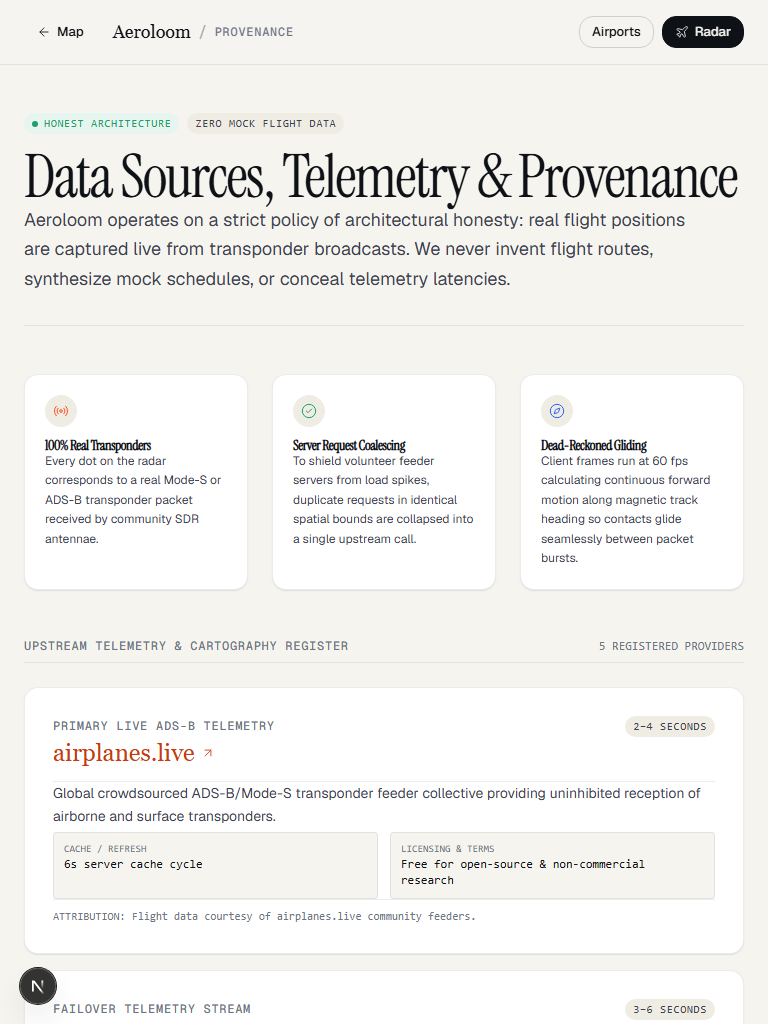 Map
Aeroloom / PROVENANCE
Airports
Radar
HONEST ARCHITECTURE
ZERO MOCK FLIGHT DATA
Data Sources, Telemetry & Provenance
Aeroloom operates on a strict policy of architectural honesty: real flight positions
are captured live from transponder broadcasts. We never invent flight routes,
synthesize mock schedules, or conceal telemetry latencies.
100% Real Transponders
Every dot on the radar
corresponds to a real Mode-S or
ADS-B transponder packet
received by community SDR
antennae.
Server Request Coalescing
To shield volunteer feeder
servers from load spikes,
duplicate requests in identical
spatial bounds are collapsed into
a single upstream call.
Dead-Reckoned Gliding
Client frames run at 60 fps
calculating continuous forward
motion along magnetic track
heading so contacts glide
seamlessly between packet
bursts.
UPSTREAM TELEMETRY & CARTOGRAPHY REGISTER
5 REGISTERED PROVIDERS
PRIMARY LIVE ADS-B TELEMETRY
2–4 SECONDS
airplanes.live
Global crowdsourced ADS-B/Mode-S transponder feeder collective providing uninhibited reception of
airborne and surface transponders.
CACHE / REFRESH
6s server cache cycle
LICENSING & TERMS
Free for open-source & non-commercial
research
ATTRIBUTION: Flight data courtesy of airplanes.live community feeders.
N
FAILOVER TELEMETRY STREAM
3–6 SECONDS